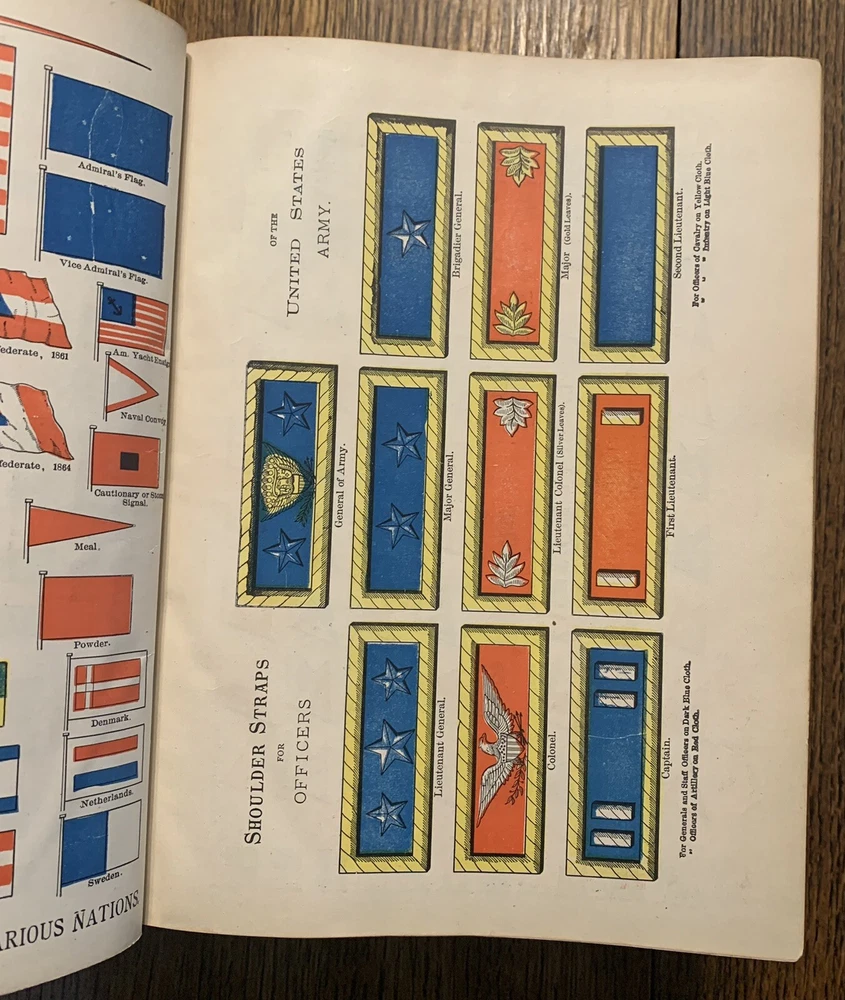 Admiral's Flag.
Vice Admiral's Flag.
federate, 1861
Am. Yacht
Naval Convoy
federate, 1864
Cautionary or
Signal.
Meal.
Powder.
Denmark.
Netherlands.
Sweden.
ARIOUS NATIONS.
SHOULDER STRAPS
FOR
OFFICERS
OF THE
UNITED STATES
ARMY.
General of Army.
Lieutenant General.
Major General.
Brigadier General.
Colonel.
Lieutenant Colonel (Silver Leaves).
Major (Gold Leaves).
Captain.
First Lieutenant.
Second Lieutenant.
For Generals and Staff Officers on Dark Blue Cloth.
" Officers of Artillery on Red Cloth.
For Officers of Cavalry on Yellow Cloth.
" " " Infantry on Light Blue Cloth.